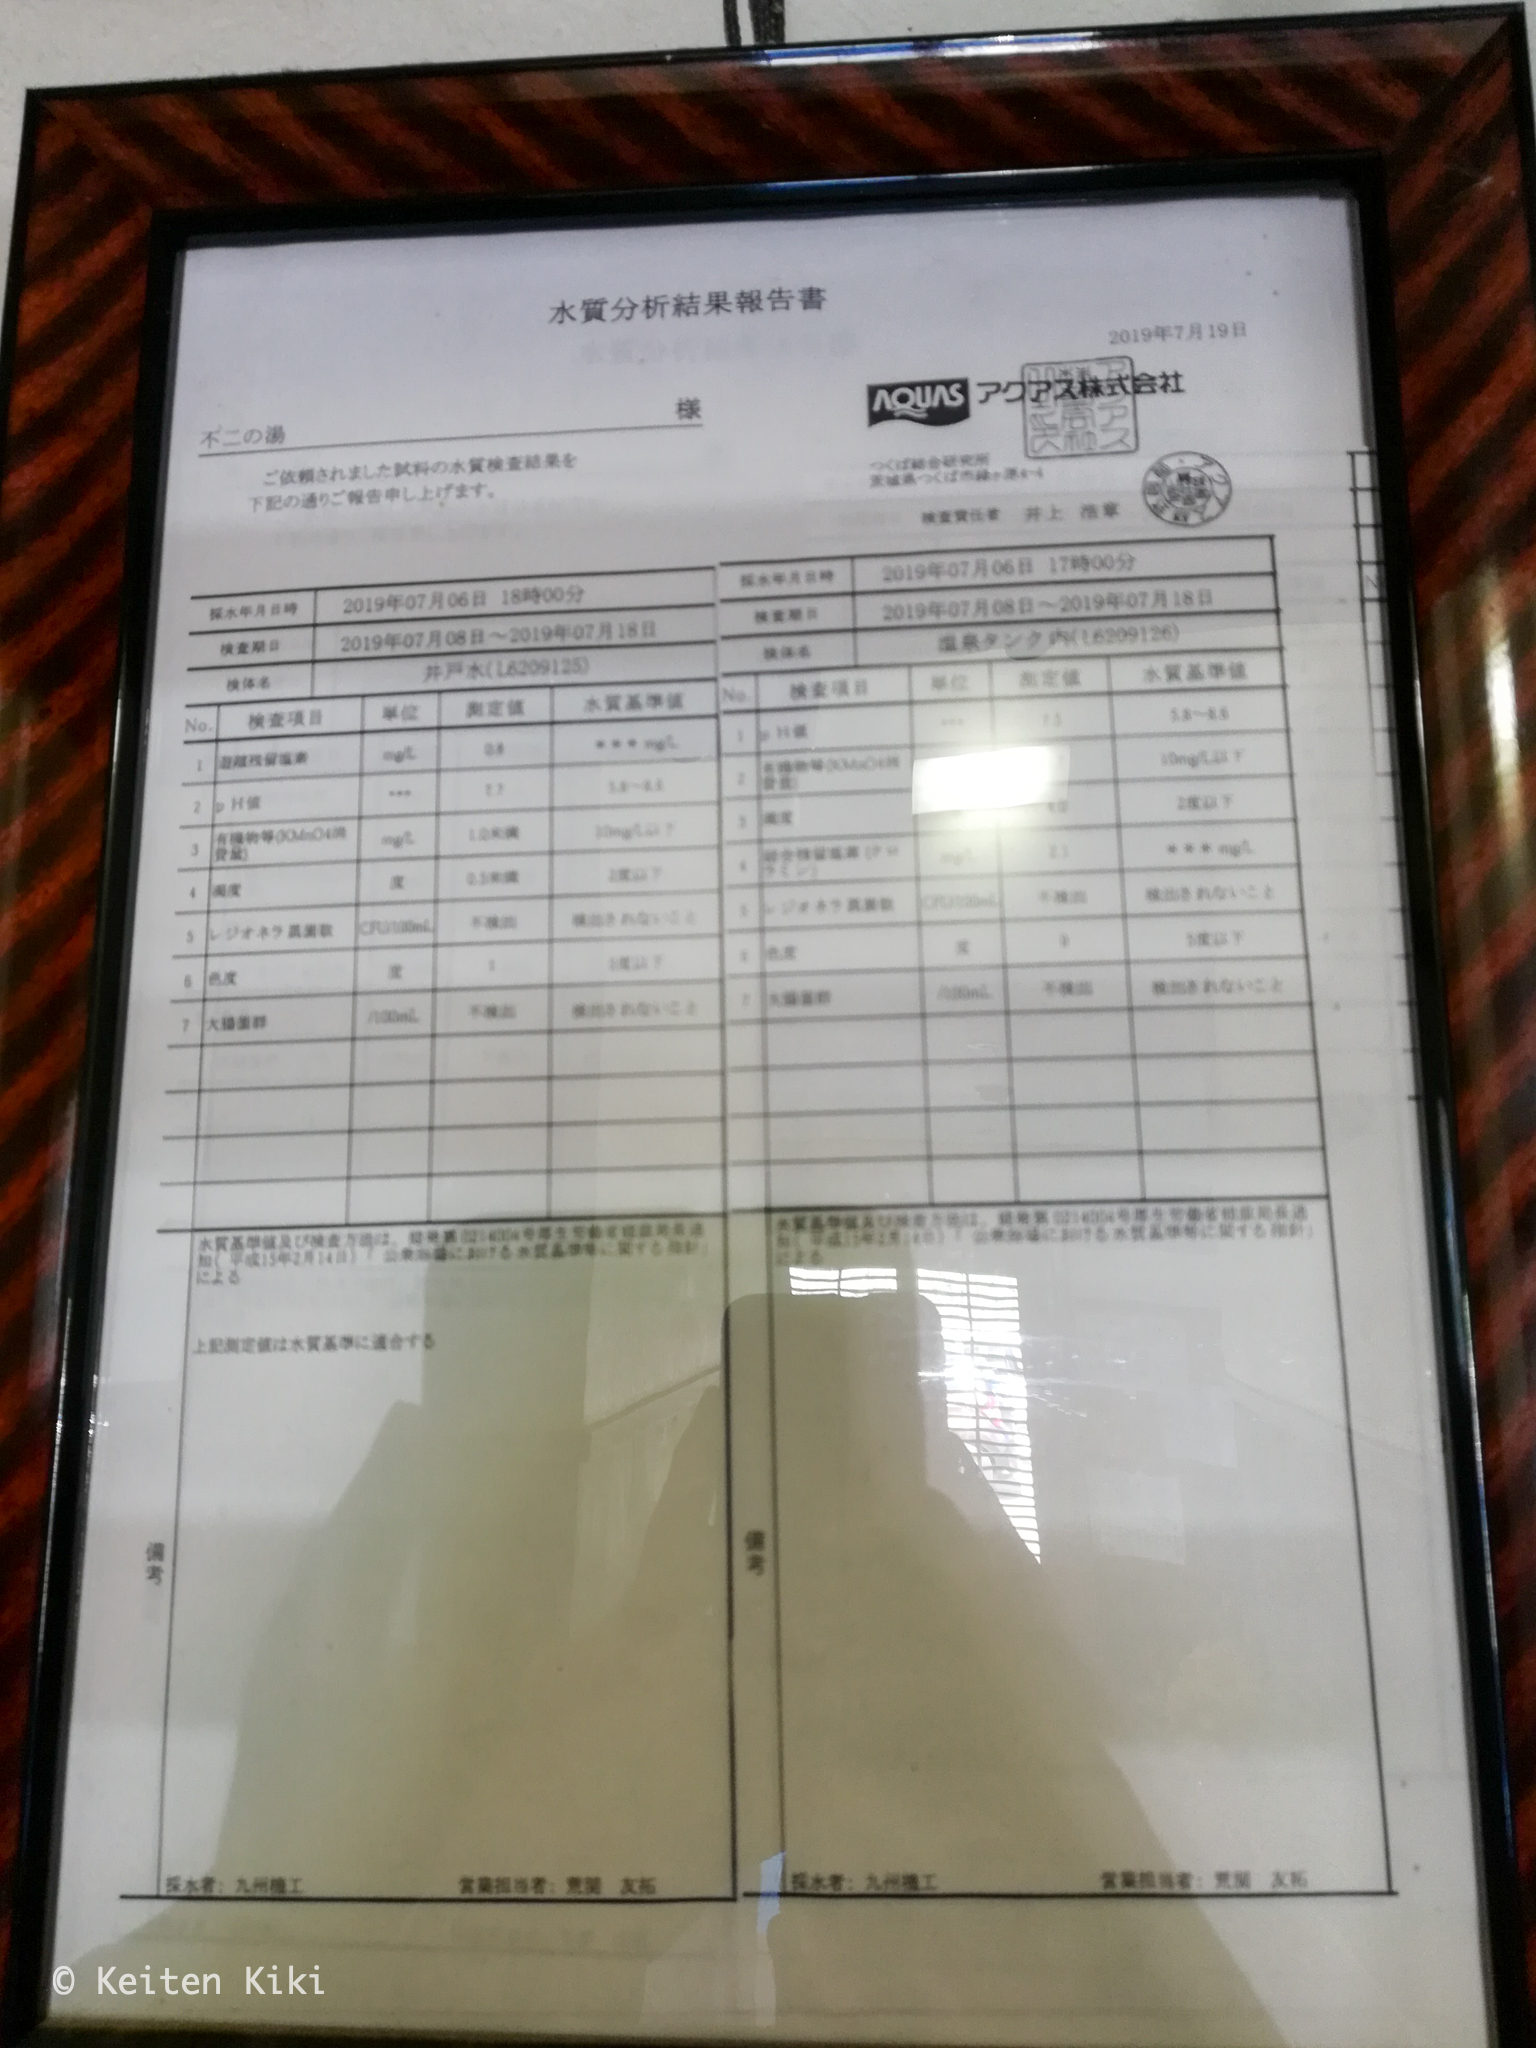 水質分析結果報告書
2019年7月19日
不二の湯 様
AQUAS アクアス株式会社
ご依頼されました試料の水質検査結果を
下記の通りご報告申し上げます。
つくば総合研究所
茨城県つくば市緑ヶ原4-4
検査責任者 井上 浩章
採水年月日時 2019年07月06日 18時00分
検査期日 2019年07月08日～2019年07月18日
検体名 井戸水(L6209125)
No. 検査項目 単位 測定値 水質基準値
1 遊離残留塩素 mg/L 0.8 ***mg/L
2 pH値 ***
3 有機物等(KMnO4消費量) mg/L 1.0未満 10mg/L以下
4 濁度 度 0.5未満 2度以下
5 レジオネラ属菌数 CFU/100mL 不検出 検出されないこと
6 色度 度 5度以下
7 大腸菌群 /100mL 不検出 検出されないこと
水質基準値及び検査方法は、健発第0214004号厚生労働省健康局長通
知(平成15年2月14日)「公衆浴場における水質基準等に関する指針」
による
上記測定値は水質基準に適合する
備考
採水者：九州機工 営業担当者：荒関 友拓
採水年月日時 2019年07月06日 17時00分
検査期日 2019年07月08日～2019年07月18日
検体名 温泉タンク内(L6209126)
No. 検査項目 単位 測定値 水質基準値
1 pH値 *** 5.8～8.6
2 有機物等(KMnO4消費量) 10mg/L以下
3 濁度 2度以下
4 結合残留塩素(クロラミン) mg/L ***mg/L
5 レジオネラ属菌数 CFU/100mL 不検出 検出されないこと
6 色度 度 5度以下
7 大腸菌群 /100mL 不検出 検出されないこと
水質基準値及び検査方法は、健発第0214004号厚生労働省健康局長通
知(平成15年2月14日)「公衆浴場における水質基準等に関する指針」
による
備考
採水者：九州機工 営業担当者：荒関 友拓
© Keiten Kiki